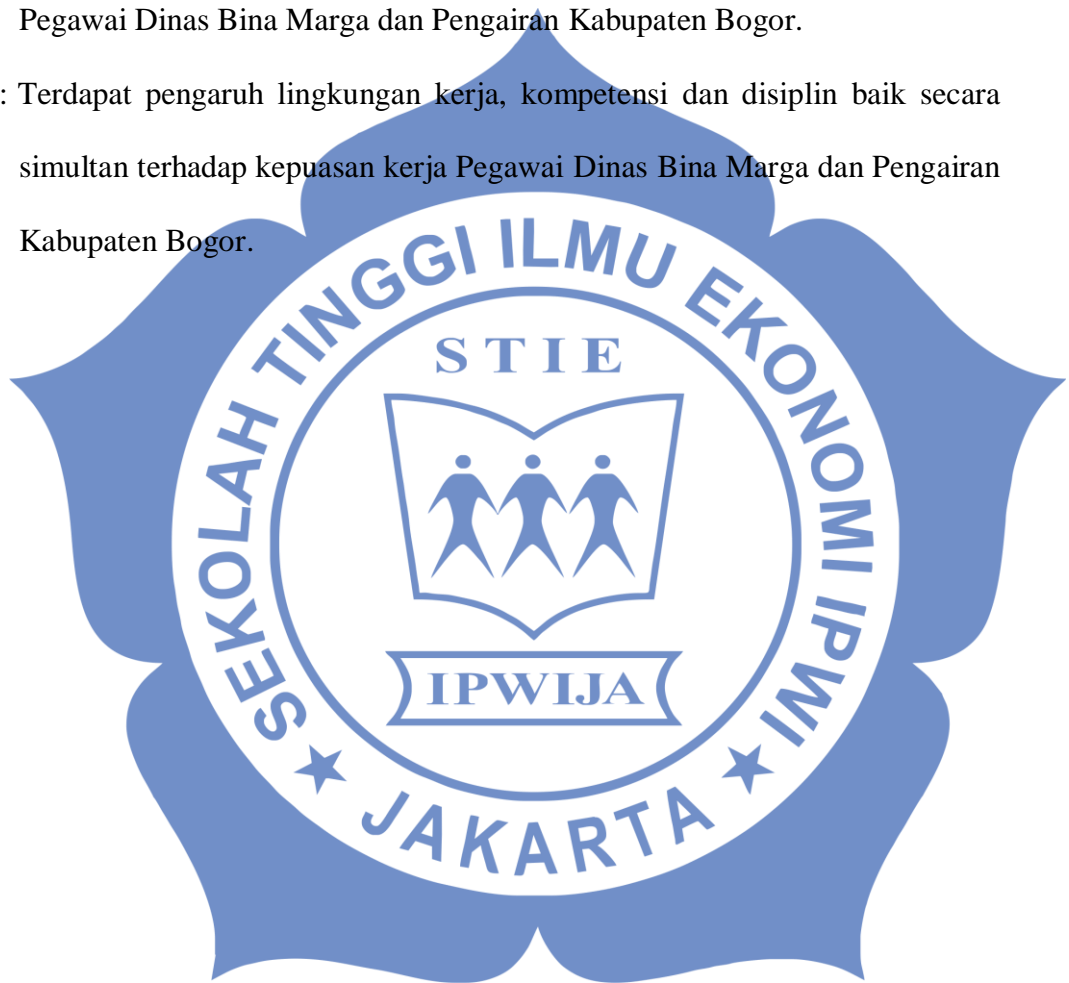 Pegawai Dinas Bina Marga dan Pengairan Kabupaten Bogor.
: Terdapat pengaruh lingkungan kerja, kompetensi dan disiplin baik secara
simultan terhadap kepuasan kerja Pegawai Dinas Bina Marga dan Pengairan
Kabupaten Bogor.
SEKOLAH TINGGI ILMU EKONOMI IPWI
STIE
IPWIJA
★ JAKARTA ★